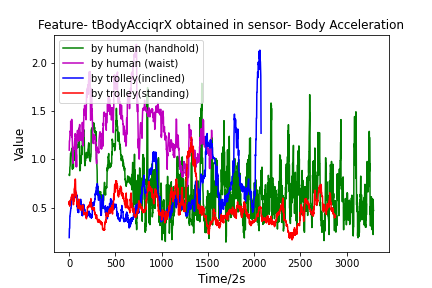 Feature- tBodyAcciqrX obtained in sensor- Body Acceleration
by human (handhold)
by human (waist)
by trolley(inclined)
by trolley(standing)
Value
2.0
1.5
1.0
0.5
0
500
1000
1500
2000
2500
3000
Time/2s